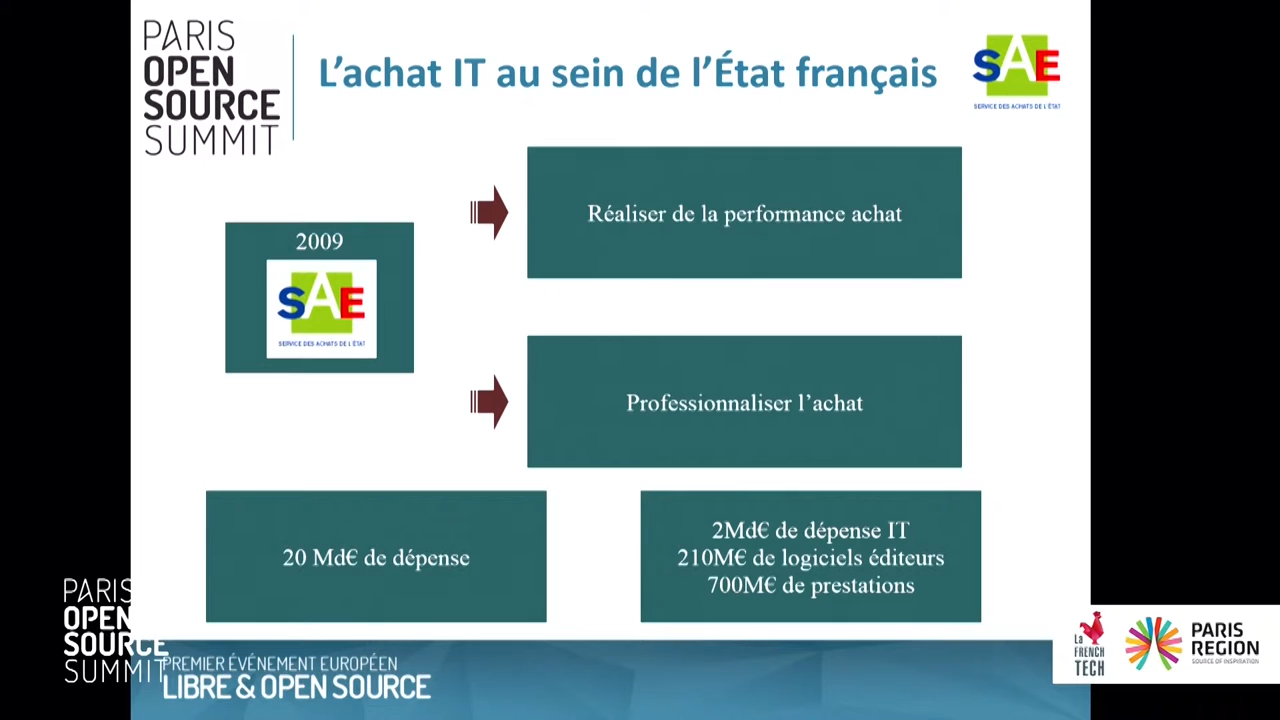 PARIS
OPEN
SOURCE
SUMMIT
L’achat IT au sein de l’État français
SAE
SERVICE DES ACHATS DE L'ÉTAT
2009
SAE
SERVICE DES ACHATS DE L'ÉTAT
Réaliser de la performance achat
Professionnaliser l’achat
20 Md€ de dépense
2Md€ de dépense IT
210M€ de logiciels éditeurs
700M€ de prestations
PARIS
OPEN
SOURCE
SUMMIT
PREMIER ÉVÉNEMENT EUROPÉEN
LIBRE & OPEN SOURCE
La
FRENCH
TECH
PARIS
REGION
SOURCE OF INSPIRATION